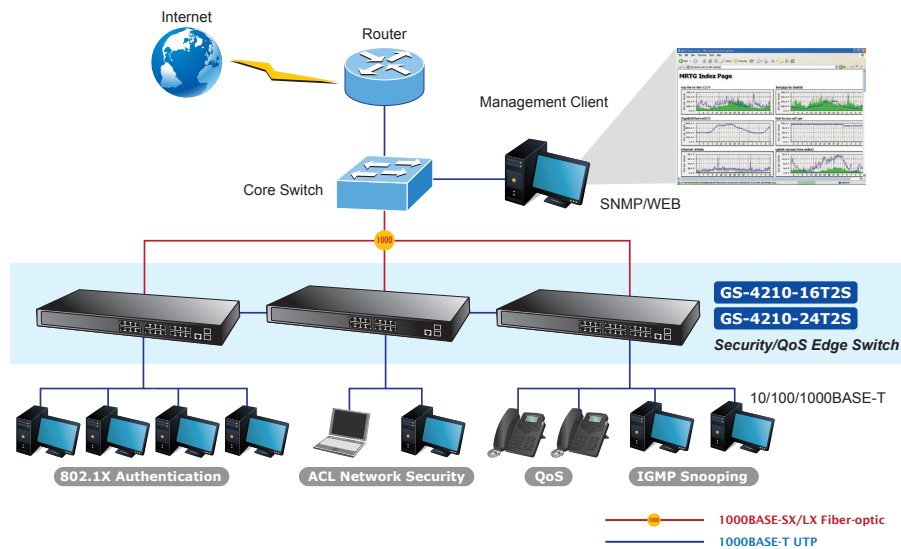 Internet
Router
Management Client
MRTG Index Page
Core Switch
SNMP/WEB
1000
GS-4210-16T2S
GS-4210-24T2S
Security/QoS Edge Switch
10/100/1000BASE-T
802.1X Authentication
ACL Network Security
QoS
IGMP Snooping
1000
1000BASE-SX/LX Fiber-optic
1000BASE-T UTP